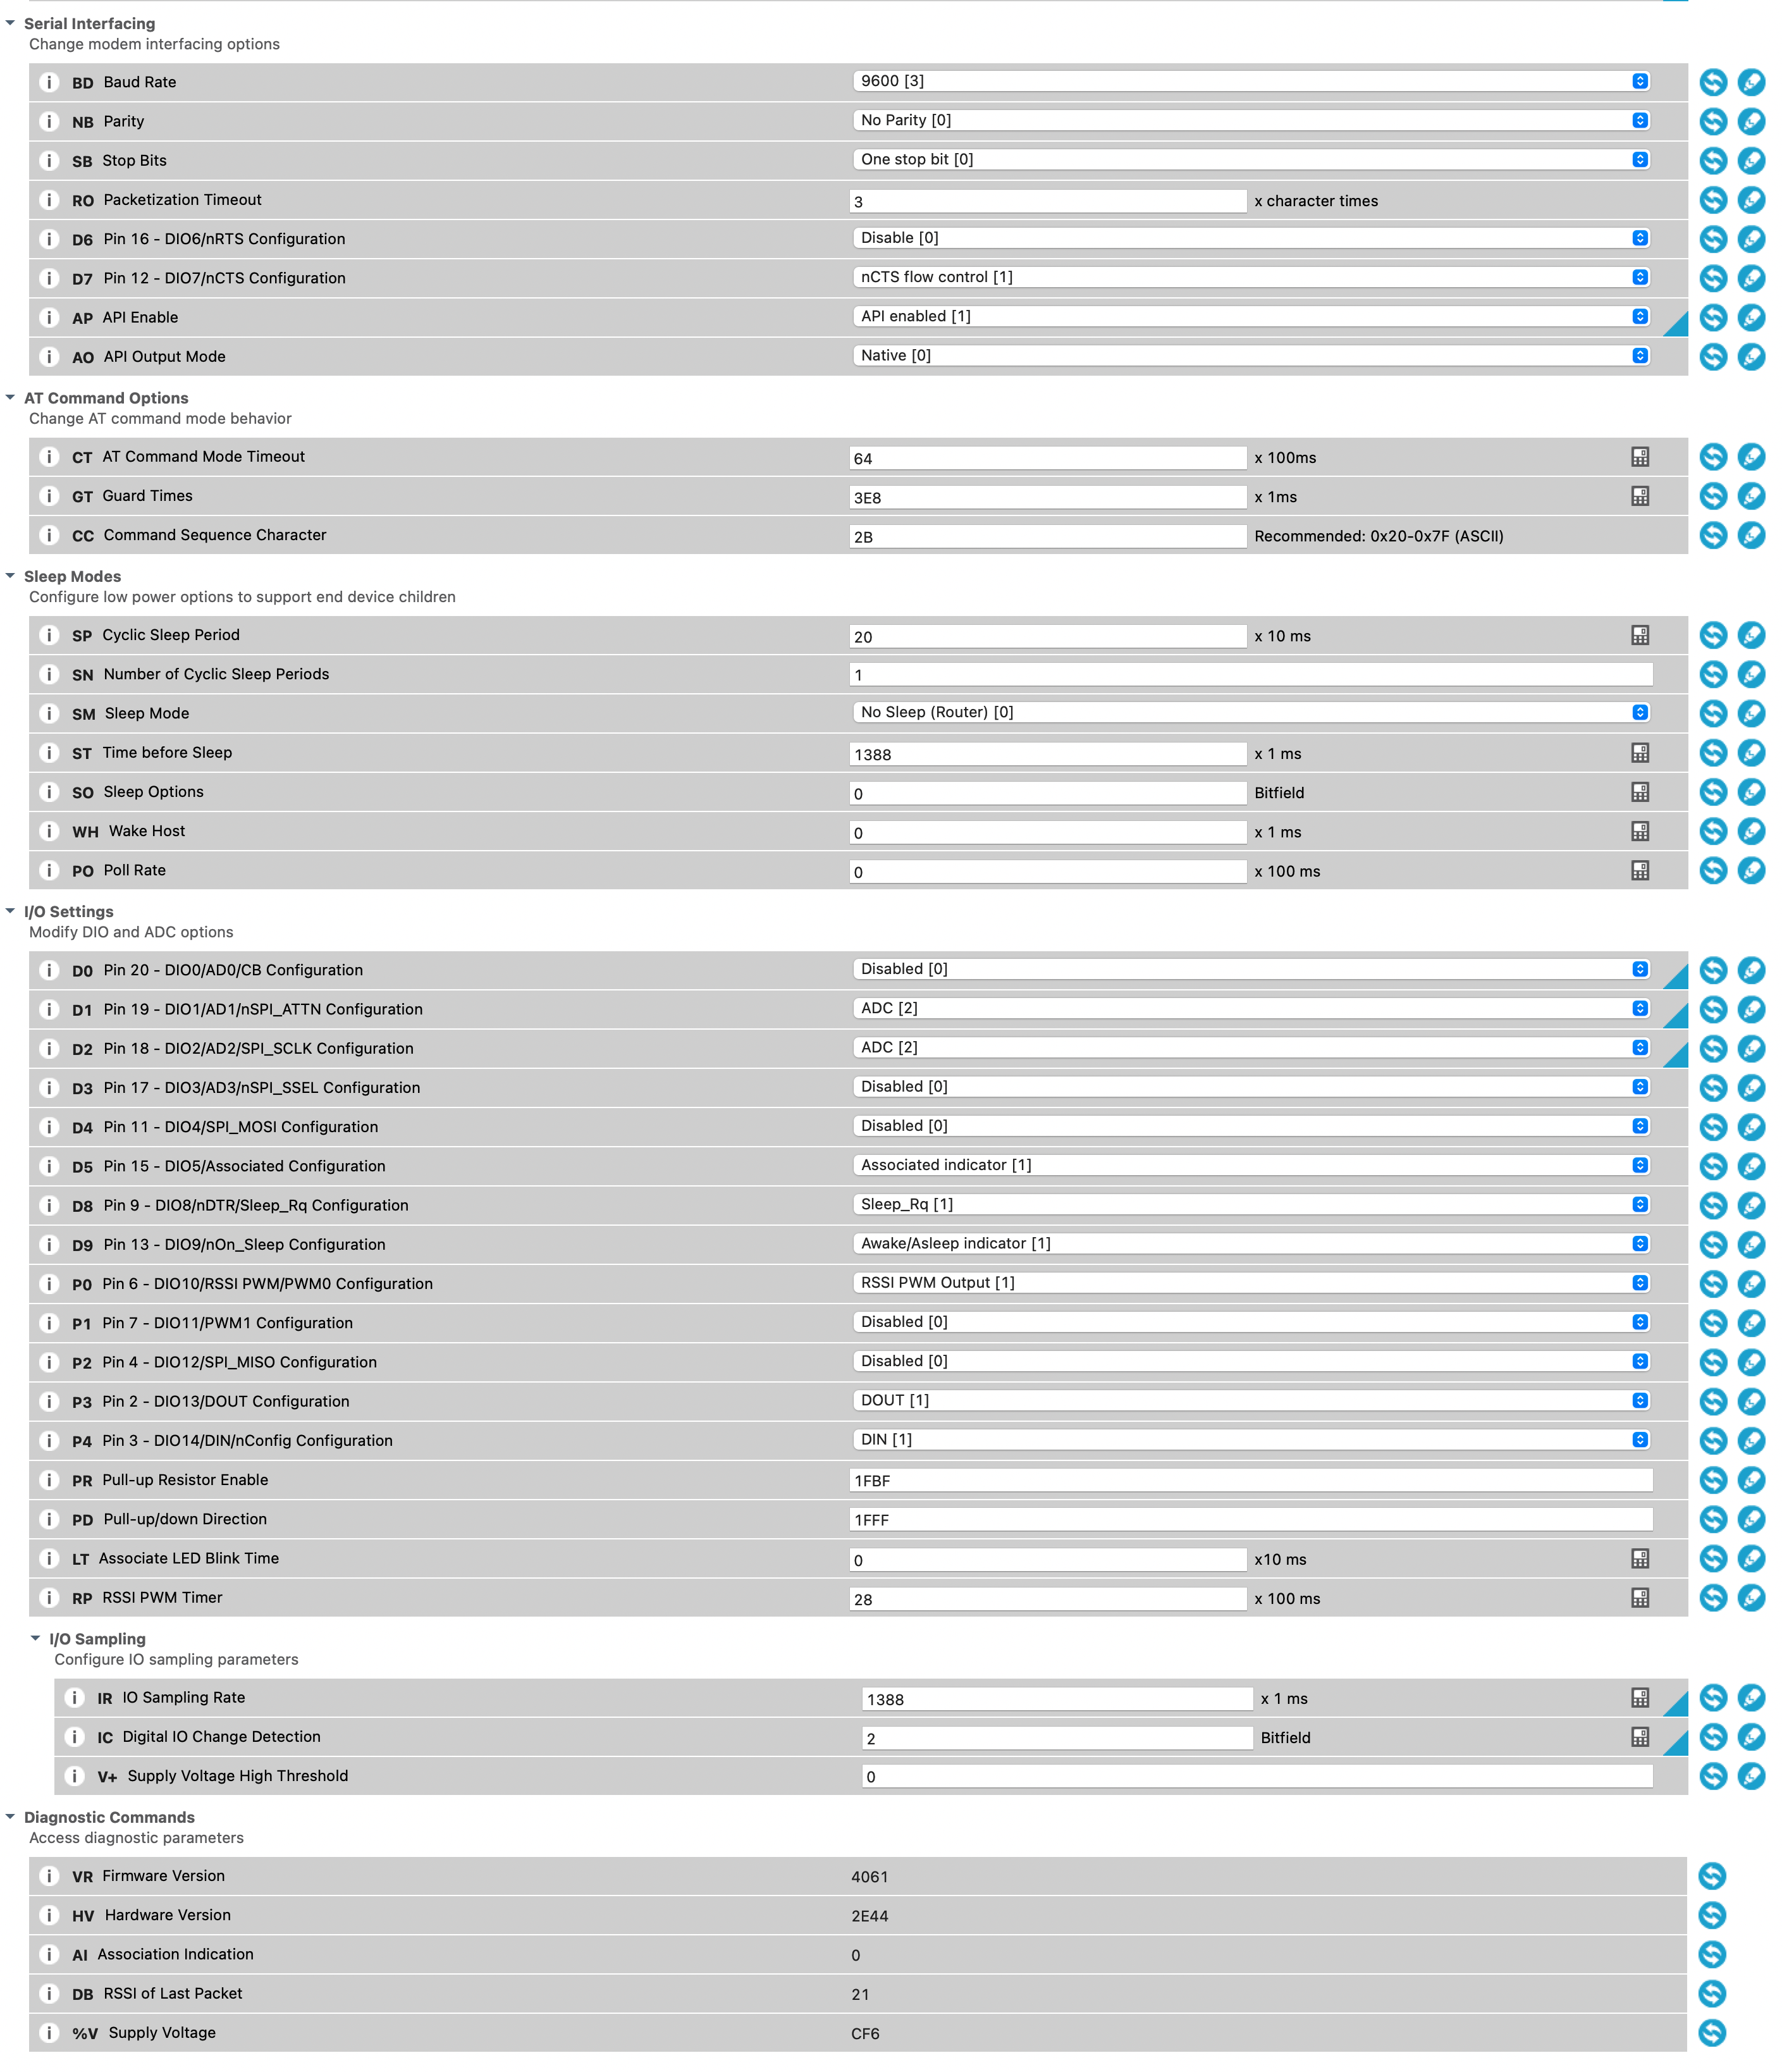 Serial Interfacing
Change modem interfacing options
i BD Baud Rate 9600 [3]
i NB Parity No Parity [0]
i SB Stop Bits One stop bit [0]
i RO Packetization Timeout 3 x character times
i D6 Pin 16 - DIO6/nRTS Configuration Disable [0]
i D7 Pin 12 - DIO7/nCTS Configuration nCTS flow control [1]
i AP API Enable API enabled [1]
i AO API Output Mode Native [0]
AT Command Options
Change AT command mode behavior
i CT AT Command Mode Timeout 64 x 100ms
i GT Guard Times 3E8 x 1ms
i CC Command Sequence Character 2B Recommended: 0x20-0x7F (ASCII)
Sleep Modes
Configure low power options to support end device children
i SP Cyclic Sleep Period 20 x 10 ms
i SN Number of Cyclic Sleep Periods 1
i SM Sleep Mode No Sleep (Router) [0]
i ST Time before Sleep 1388 x 1 ms
i SO Sleep Options 0 Bitfield
i WH Wake Host 0 x 1 ms
i PO Poll Rate 0 x 100 ms
I/O Settings
Modify DIO and ADC options
i D0 Pin 20 - DIO0/AD0/CB Configuration Disabled [0]
i D1 Pin 19 - DIO1/AD1/nSPI_ATTN Configuration ADC [2]
i D2 Pin 18 - DIO2/AD2/SPI_SCLK Configuration ADC [2]
i D3 Pin 17 - DIO3/AD3/nSPI_SSEL Configuration Disabled [0]
i D4 Pin 11 - DIO4/SPI_MOSI Configuration Disabled [0]
i D5 Pin 15 - DIO5/Associated Configuration Associated indicator [1]
i D8 Pin 9 - DIO8/nDTR/Sleep_Rq Configuration Sleep_Rq [1]
i D9 Pin 13 - DIO9/nOn_Sleep Configuration Awake/Asleep indicator [1]
i P0 Pin 6 - DIO10/RSSI PWM/PWM0 Configuration RSSI PWM Output [1]
i P1 Pin 7 - DIO11/PWM1 Configuration Disabled [0]
i P2 Pin 4 - DIO12/SPI_MISO Configuration Disabled [0]
i P3 Pin 2 - DIO13/DOUT Configuration DOUT [1]
i P4 Pin 3 - DIO14/DIN/nConfig Configuration DIN [1]
i PR Pull-up Resistor Enable 1FBF
i PD Pull-up/down Direction 1FFF
i LT Associate LED Blink Time 0 x10 ms
i RP RSSI PWM Timer 28 x 100 ms
I/O Sampling
Configure IO sampling parameters
i IR IO Sampling Rate 1388 x 1 ms
i IC Digital IO Change Detection 2 Bitfield
i V+ Supply Voltage High Threshold 0
Diagnostic Commands
Access diagnostic parameters
i VR Firmware Version 4061
i HV Hardware Version 2E44
i AI Association Indication 0
i DB RSSI of Last Packet 21
i %V Supply Voltage CF6